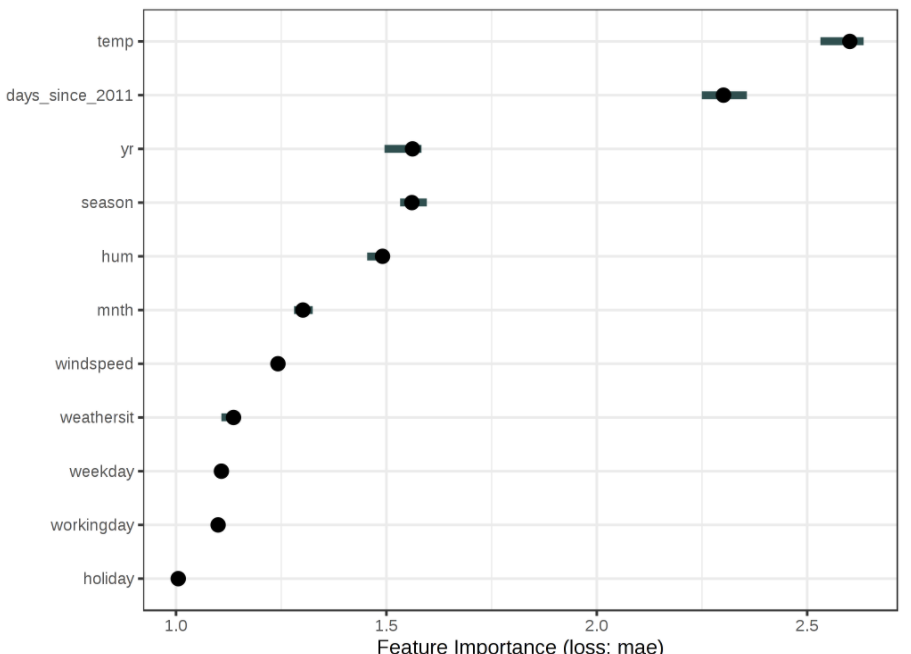 temp
days_since_2011
yr
season
hum
mnth
windspeed
weathersit
weekday
workingday
holiday
1.0 1.5 2.0 2.5
Feature Importance (loss: mae)